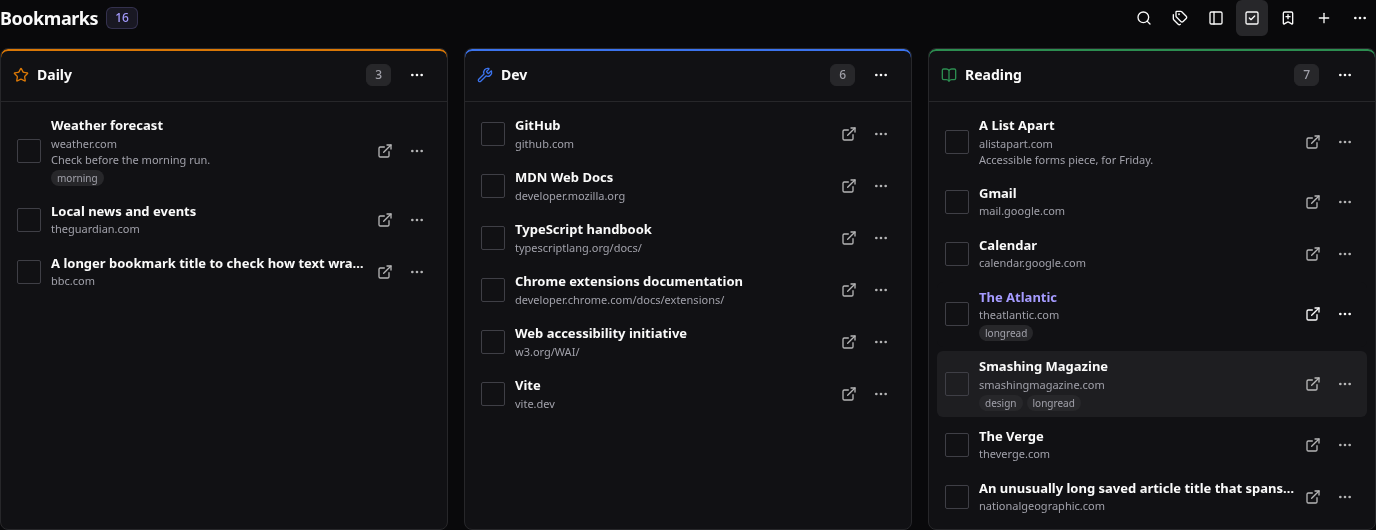 Bookmarks 16
Daily 3
Weather forecast
weather.com
Check before the morning run.
morning
Local news and events
theguardian.com
A longer bookmark title to check how text wra...
bbc.com
Dev 6
GitHub
github.com
MDN Web Docs
developer.mozilla.org
TypeScript handbook
typescriptlang.org/docs/
Chrome extensions documentation
developer.chrome.com/docs/extensions/
Web accessibility initiative
w3.org/WAI/
Vite
vite.dev
Reading 7
A List Apart
alistapart.com
Accessible forms piece, for Friday.
Gmail
mail.google.com
Calendar
calendar.google.com
The Atlantic
theatlantic.com
longread
Smashing Magazine
smashingmagazine.com
design longread
The Verge
theverge.com
An unusually long saved article title that spans...
nationalgeographic.com